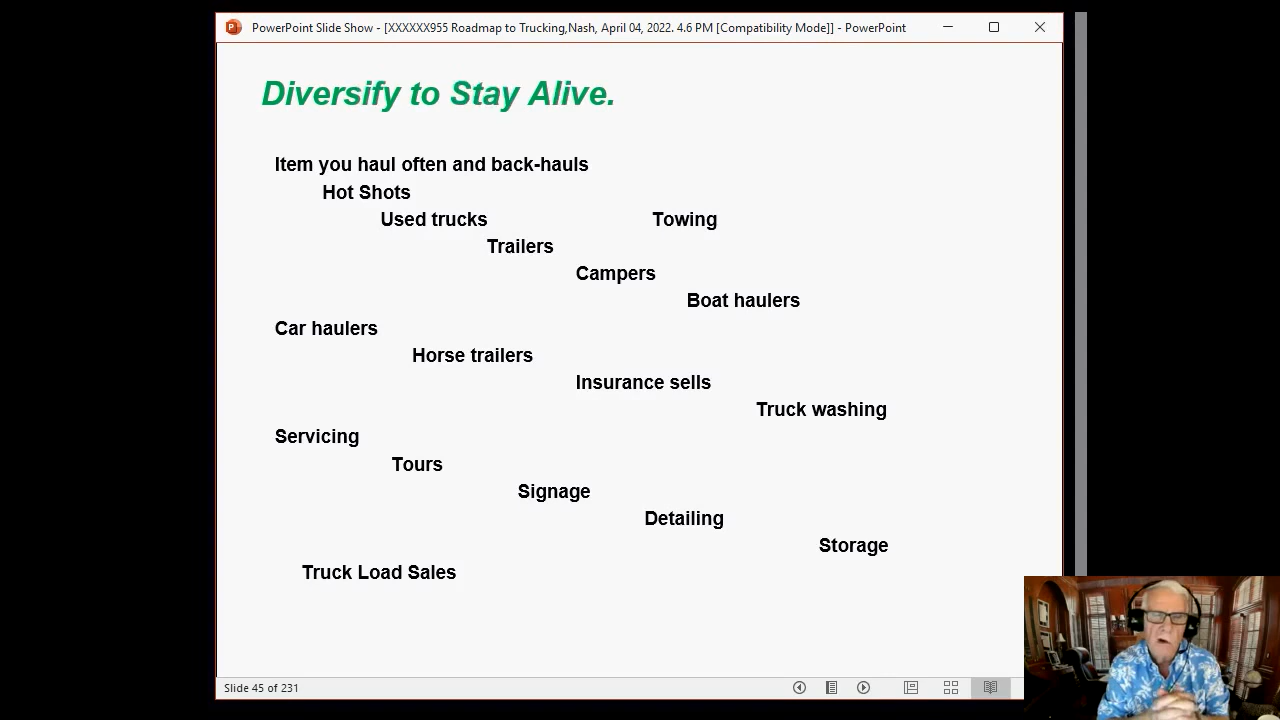 PowerPoint Slide Show - [XXXXXX955 Roadmap to Trucking,Nash, April 04, 2022. 4.6 PM [Compatibility Mode]] - PowerPoint
Diversify to Stay Alive.
Item you haul often and back-hauls
Hot Shots
Used trucks Towing
Trailers
Campers
Boat haulers
Car haulers
Horse trailers
Insurance sells
Truck washing
Servicing
Tours
Signage
Detailing
Storage
Truck Load Sales
Slide 45 of 231